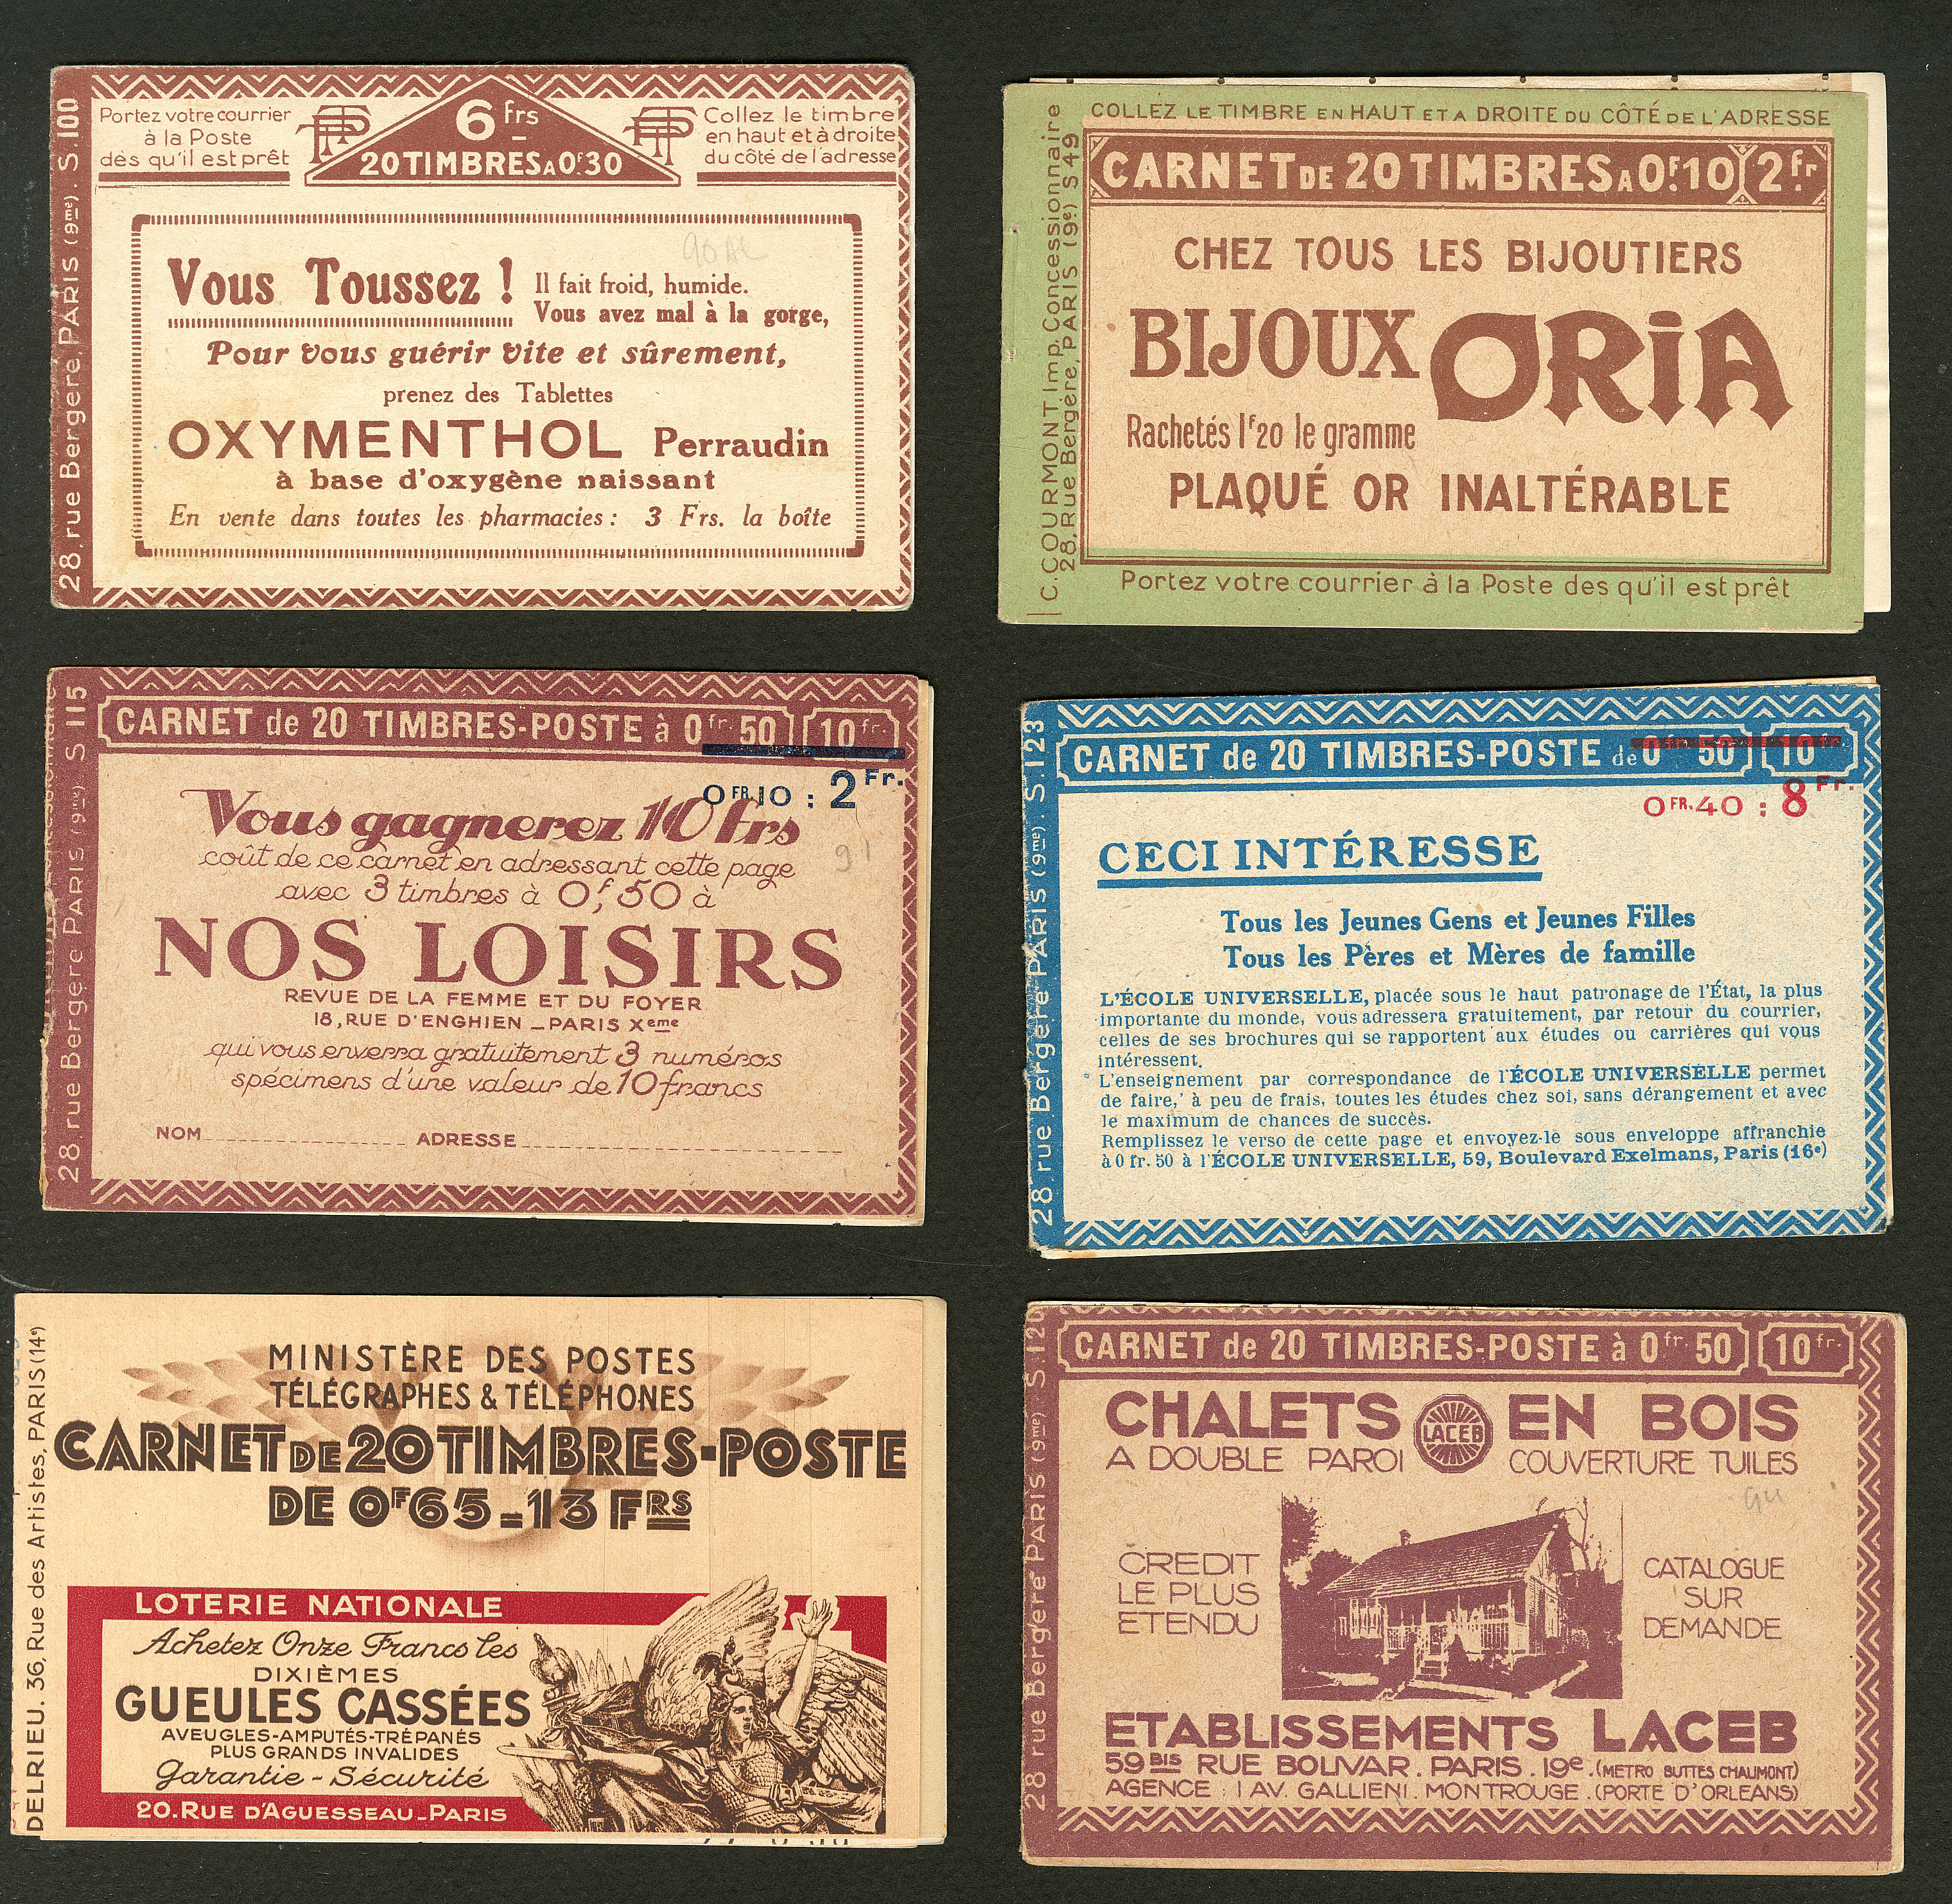 28, rue Bergère, PARIS (9me). S.100
Portez votre courrier
à la Poste
dès qu'il est prêt
6 frs
20 TIMBRES A 0F.30
Collez le timbre
en haut et à droite
du côté de l'adresse
Vous Toussez !
Il fait froid, humide.
Vous avez mal à la gorge,
Pour vous guérir vite et sûrement,
prenez des Tablettes
OXYMENTHOL Perraudin
à base d'oxygène naissant
En vente dans toutes les pharmacies : 3 Frs. la boîte
C. COURMONT. Imp. Concessionnaire
28, Rue Bergère, PARIS (9e) S 49
COLLEZ LE TIMBRE EN HAUT ET A DROITE DU CÔTÉ DE L'ADRESSE
CARNET DE 20 TIMBRES A 0F.10 2fr
CHEZ TOUS LES BIJOUTIERS
BIJOUX ORiA
Rachetés 1f20 le gramme
PLAQUÉ OR INALTÉRABLE
Portez votre courrier à la Poste des qu'il est prêt
28, rue Bergère PARIS (9me). S 115
CARNET de 20 TIMBRES-POSTE à 0fr. 50 10fr.
0FR.10 : 2Fr.
Vous gagnerez 10 frs
coût de ce carnet en adressant cette page
avec 3 timbres à 0f,50 à
NOS LOISIRS
REVUE DE LA FEMME ET DU FOYER
18, RUE D'ENGHIEN _ PARIS Xeme
qui vous enverra gratuitement 3 numéros
spécimens d'une valeur de 10 francs
NOM ADRESSE
28 rue Bergère PARIS (9me). S.123
CARNET de 20 TIMBRES-POSTE de 0fr. 50 10fr.
0FR.40 : 8Fr.
CECI INTÉRESSE
Tous les Jeunes Gens et Jeunes Filles
Tous les Pères et Mères de famille
L'ÉCOLE UNIVERSELLE, placée sous le haut patronage de l'État, la plus
importante du monde, vous adressera gratuitement, par retour du courrier,
celles de ses brochures qui se rapportent aux études ou carrières qui vous
intéressent.
L'enseignement par correspondance de l'ÉCOLE UNIVERSELLE permet
de faire, à peu de frais, toutes les études chez soi, sans dérangement et avec
le maximum de chances de succès.
Remplissez le verso de cette page et envoyez-le sous enveloppe affranchie
à 0 fr. 50 à l'ÉCOLE UNIVERSELLE, 59, Boulevard Exelmans, Paris (16e)
DELRIEU. 36, Rue des Artistes, PARIS (14e)
MINISTÈRE DES POSTES
TÉLÉGRAPHES & TÉLÉPHONES
CARNET DE 20 TIMBRES-POSTE
DE 0F65 - 13 FRS
LOTERIE NATIONALE
Achetez Onze Francs les
DIXIÈMES
GUEULES CASSÉES
AVEUGLES-AMPUTÉS-TRÉPANÉS
PLUS GRANDS INVALIDES
Garantie - Sécurité
20. RUE D'AGUESSEAU _ PARIS
28 rue Bergère PARIS (9me). S.120
CARNET de 20 TIMBRES-POSTE à 0fr. 50 10fr.
CHALETS LACEB EN BOIS
A DOUBLE PAROI COUVERTURE TUILES
CREDIT
LE PLUS
ETENDU
CATALOGUE
SUR
DEMANDE
ETABLISSEMENTS LACEB
59BIS RUE BOLIVAR. PARIS. 19e. (METRO BUTTES CHAUMONT)
AGENCE : 1 AV. GALLIENI. MONTROUGE. (PORTE D'ORLEANS)